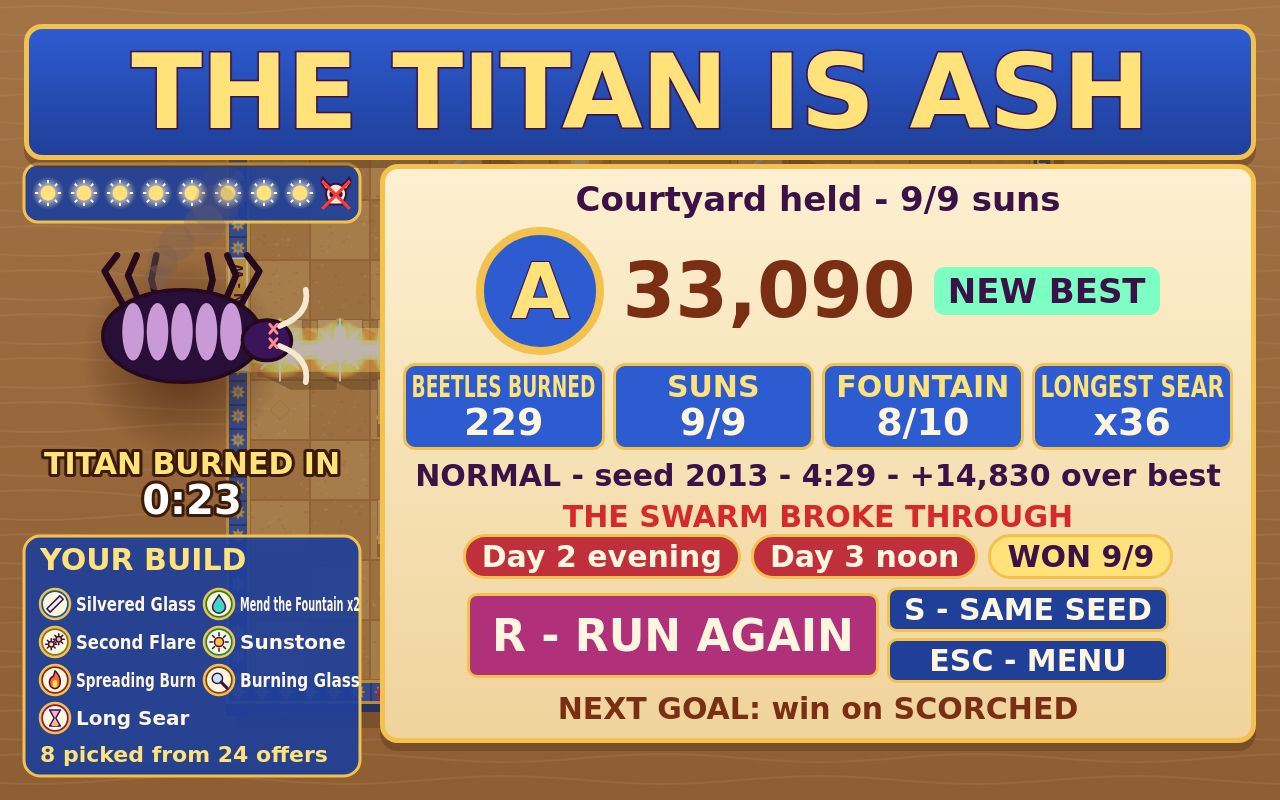 THE TITAN IS ASH
Courtyard held - 9/9 suns
A
33,090
NEW BEST
BEETLES BURNED
229
SUNS
9/9
FOUNTAIN
8/10
LONGEST SEAR
x36
NORMAL - seed 2013 - 4:29 - +14,830 over best
THE SWARM BROKE THROUGH
Day 2 evening
Day 3 noon
WON 9/9
R - RUN AGAIN
S - SAME SEED
ESC - MENU
NEXT GOAL: win on SCORCHED
TITAN BURNED IN
0:23
YOUR BUILD
Silvered Glass
Mend the Fountain x2
Second Flare
Sunstone
Spreading Burn
Burning Glass
Long Sear
8 picked from 24 offers